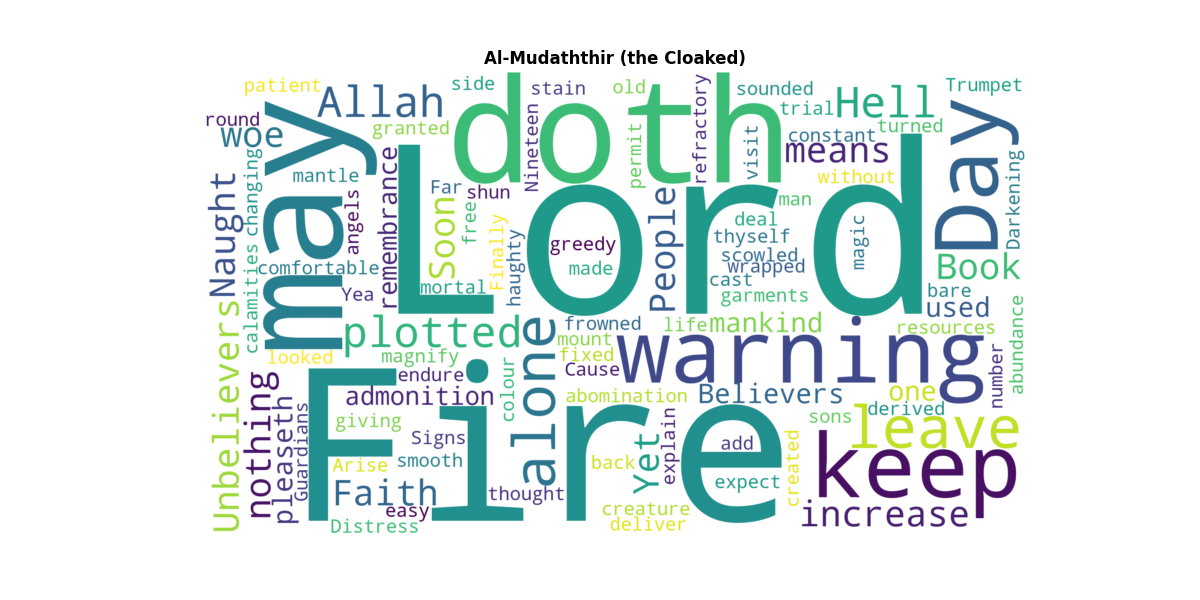 Al-Mudaththir (the Cloaked)
patient
side
stain
old
refractory
sounded
Trumpet
Allah
doth
trial
Hell
round
woe
granted
Nineteen
permit
visit
constant
turned
may
means
Day
changing
mantle
angels
remembrance
Far
shun
Lord
without
Darkening
Naught
Soon
free
Finally
haughty
People
man
deal
thyself
magic
greedy
scowled
comfortable
made
wrapped
Book
calamities
Yea
mortal
cast
garments
bare
used
Unbelievers
plotted
frowned
life
mankind
resources
abundance
looked
magnify
alone
mount
fixed
warning
number
endure
Cause
nothing
admonition
colour
abomination
Believers
one
pleaseth
Guardians
giving
sons
derived
leave
Signs
Yet
explain
add
Arise
smooth
Fire
back
created
keep
Faith
thought
expect
easy
creature
increase
Distress
deliver